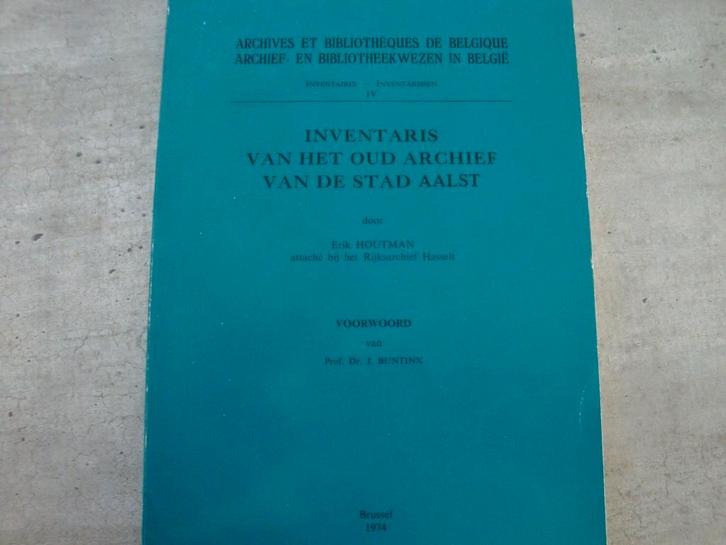 ARCHIVES ET BIBLIOTHÈQUES DE BELGIQUE
ARCHIEF- EN BIBLIOTHEEKWEZEN IN BELGIË
INVENTAIRES – INVENTARISSEN
IV
INVENTARIS
VAN HET OUD ARCHIEF
VAN DE STAD AALST
door
Erik HOUTMAN
attaché bij het Rijksarchief Hasselt
VOORWOORD
van
Prof. Dr. J. BUNTINX
Brussel
1974